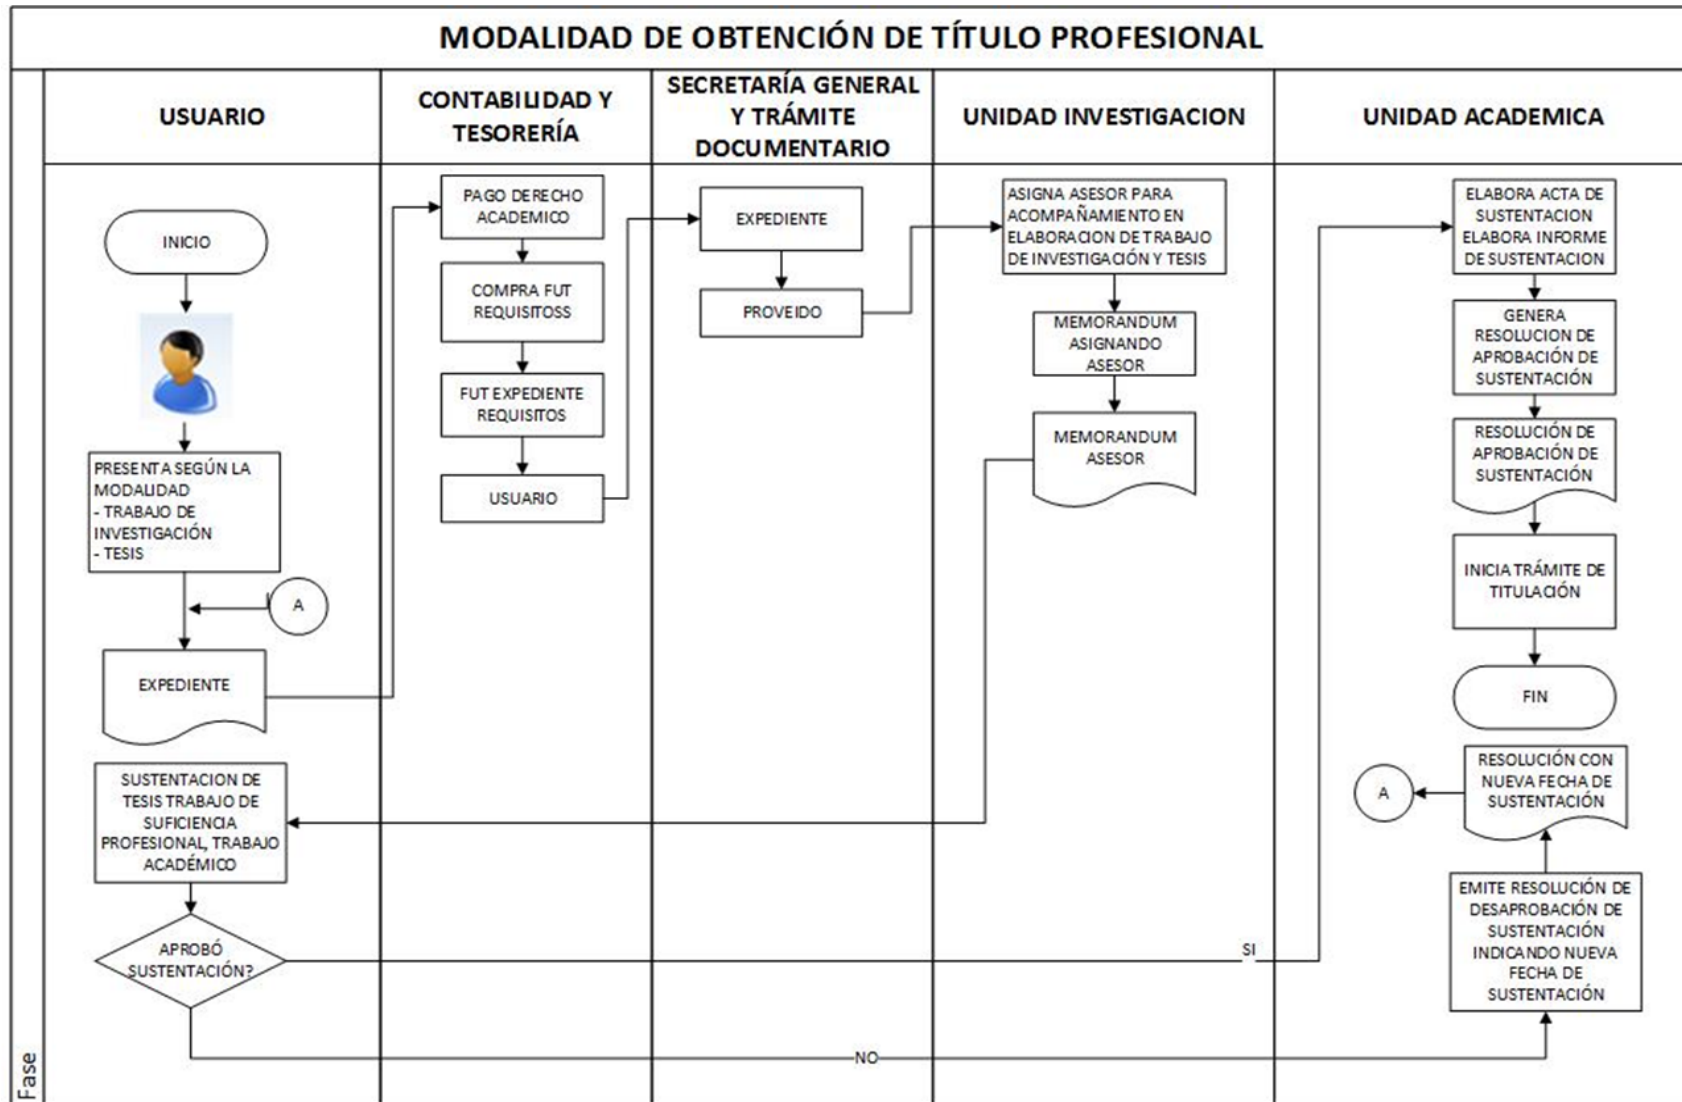 MODALIDAD DE OBTENCIÓN DE TÍTULO PROFESIONAL
Fase
USUARIO
CONTABILIDAD Y
TESORERÍA
SECRETARÍA GENERAL
Y TRÁMITE
DOCUMENTARIO
UNIDAD INVESTIGACION
UNIDAD ACADEMICA
INICIO
PRESENTA SEGÚN LA
MODALIDAD
- TRABAJO DE
INVESTIGACIÓN
- TESIS
A
EXPEDIENTE
SUSTENTACION DE
TESIS TRABAJO DE
SUFICIENCIA
PROFESIONAL, TRABAJO
ACADÉMICO
APROBÓ
SUSTENTACIÓN?
SI
NO
PAGO DERECHO
ACADEMICO
COMPRA FUT
REQUISITOSS
FUT EXPEDIENTE
REQUISITOS
USUARIO
EXPEDIENTE
PROVEIDO
ASIGNA ASESOR PARA
ACOMPAÑAMIENTO EN
ELABORACION DE TRABAJO
DE INVESTIGACIÓN Y TESIS
MEMORANDUM
ASIGNANDO
ASESOR
MEMORANDUM
ASESOR
ELABORA ACTA DE
SUSTENTACION
ELABORA INFORME
DE SUSTENTACION
GENERA
RESOLUCION DE
APROBACIÓN DE
SUSTENTACIÓN
RESOLUCIÓN DE
APROBACIÓN DE
SUSTENTACIÓN
INICIA TRÁMITE DE
TITULACIÓN
FIN
RESOLUCIÓN CON
NUEVA FECHA DE
SUSTENTACIÓN
A
EMITE RESOLUCIÓN DE
DESAPROBACIÓN DE
SUSTENTACIÓN
INDICANDO NUEVA
FECHA DE
SUSTENTACIÓN